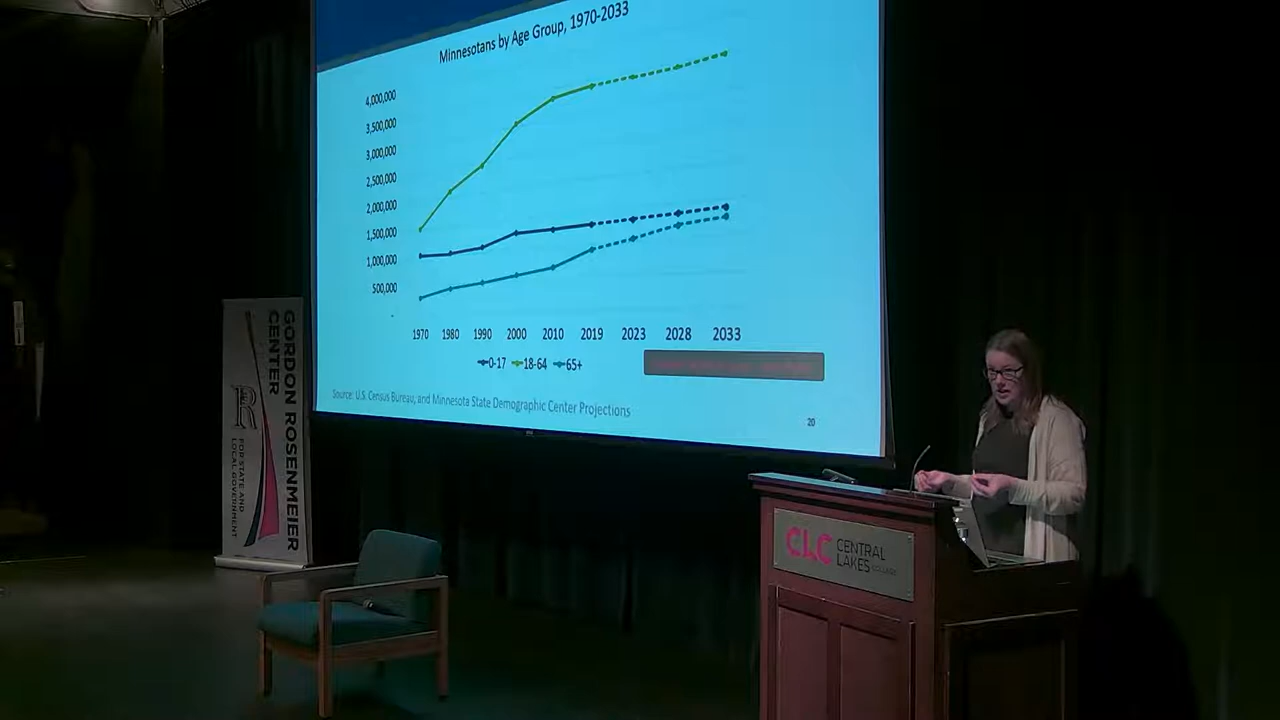 Minnesotans by Age Group, 1970-2033
4,000,000
3,500,000
3,000,000
2,500,000
2,000,000
1,500,000
1,000,000
500,000
1970 1980 1990 2000 2010 2019 2023 2028 2033
0-17 18-64 65+
Source: U.S. Census Bureau, and Minnesota State Demographic Center Projections
20
GORDON ROSENMEIER
CENTER
R
FOR STATE AND
LOCAL GOVERNMENT
CLC CENTRAL
LAKES COLLEGE